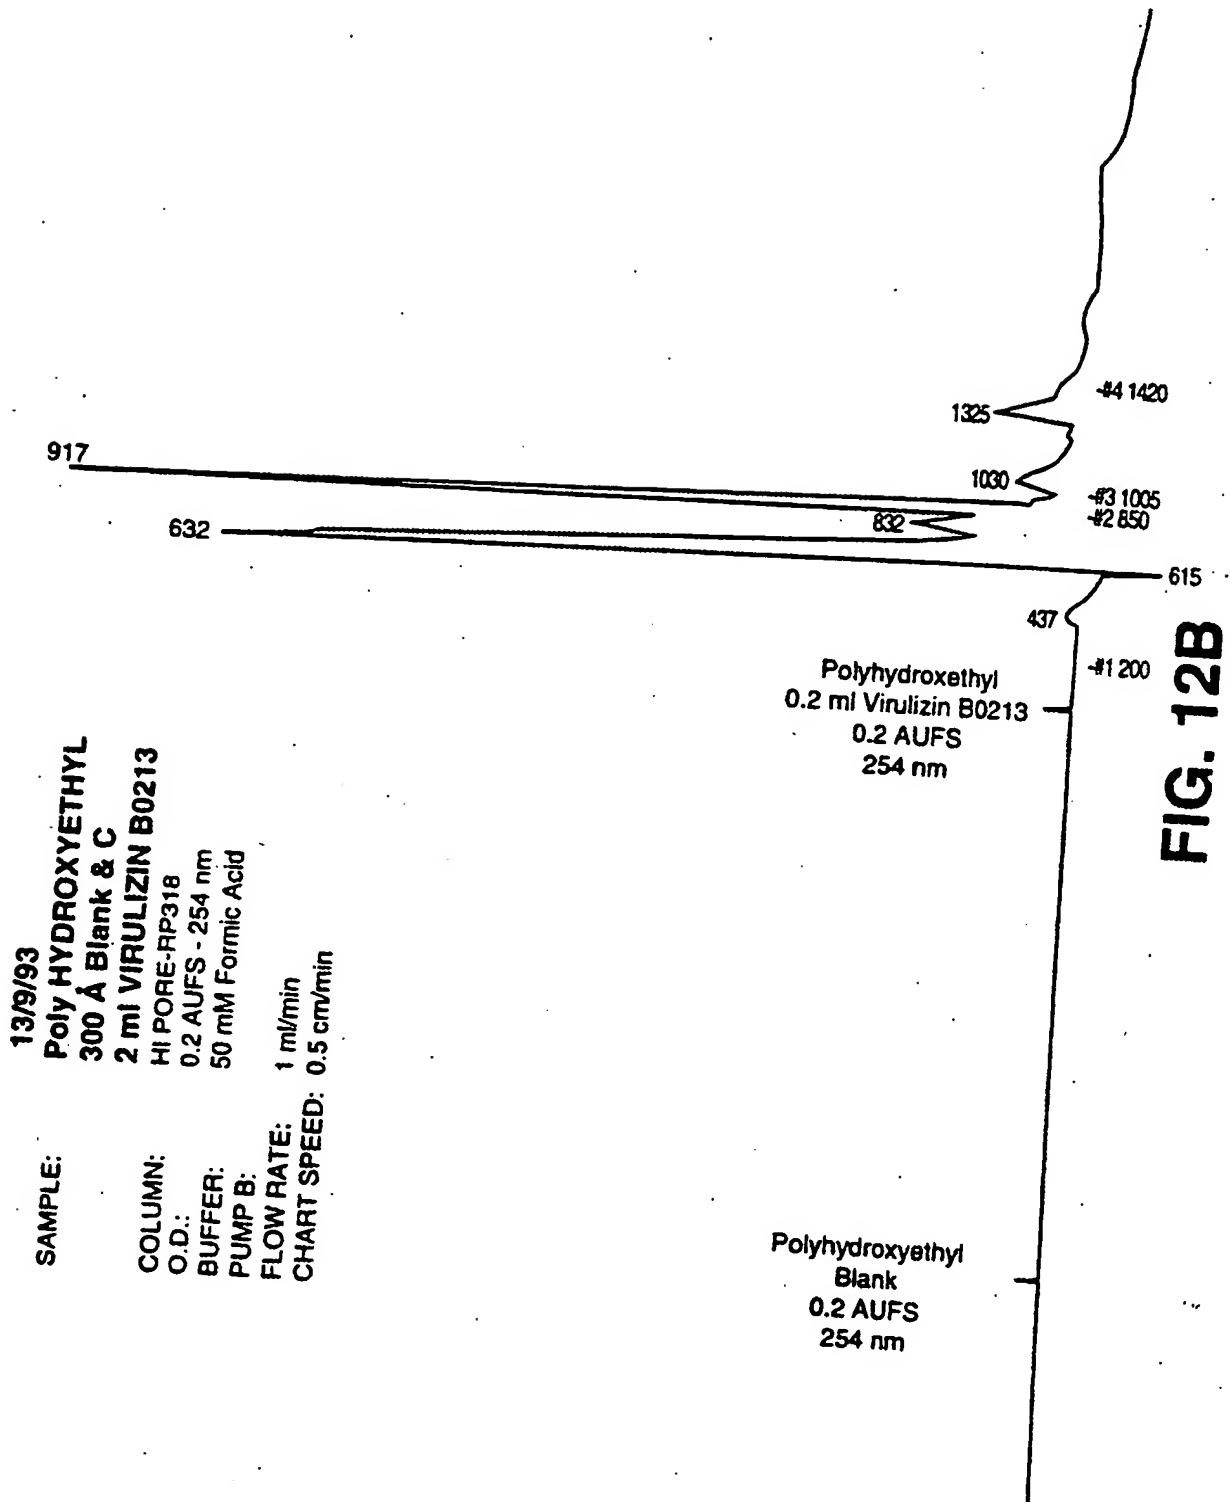 13/9/93
SAMPLE: Poly HYDROXYETHYL
300 Å Blank & C
2 ml VIRULIZIN B0213
COLUMN: HI PORE-RP318
O.D.: 0.2 AUFS - 254 nm
BUFFER: 50 mM Formic Acid
PUMP B:
FLOW RATE: 1 ml/min
CHART SPEED: 0.5 cm/min
-#4 1420
1325
917
1030
-#3 1005
-#2 850
832
632
615
437
-#1 200
Polyhydroxethyl
0.2 ml Virulizin B0213
0.2 AUFS
254 nm
Polyhydroxyethyl
Blank
0.2 AUFS
254 nm
FIG. 12B